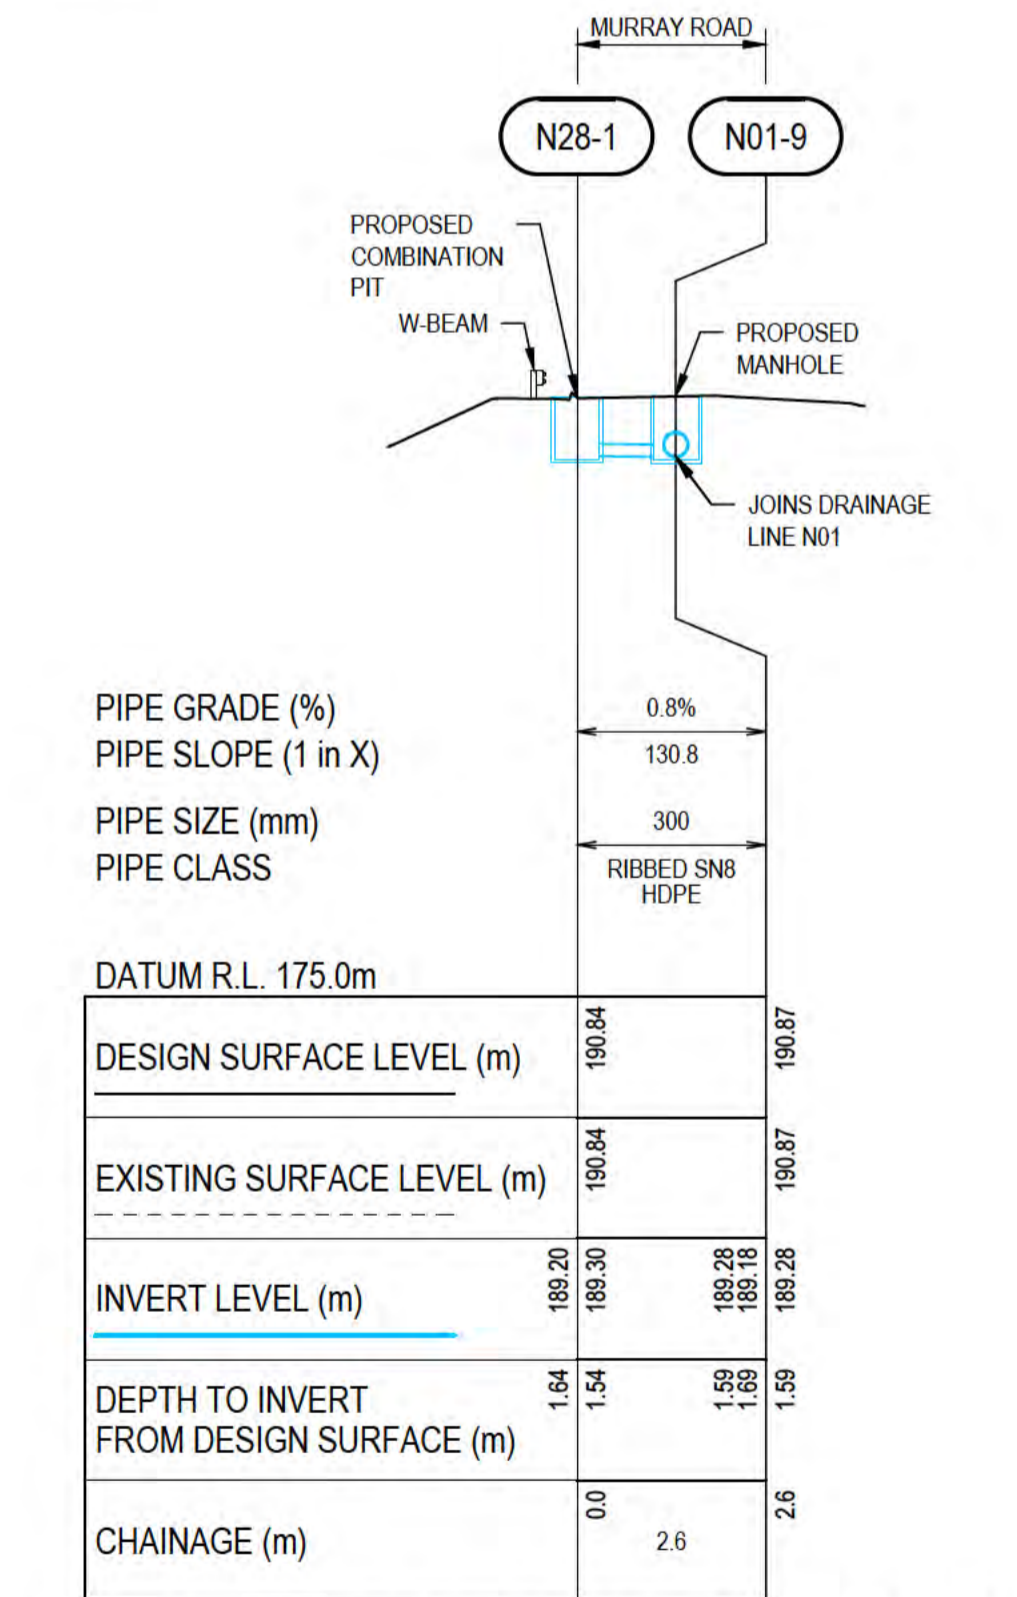 MURRAY ROAD
N28-1
N01-9
PROPOSED
COMBINATION
PIT
W-BEAM
PROPOSED
MANHOLE
JOINS DRAINAGE
LINE N01
PIPE GRADE (%)
0.8%
PIPE SLOPE (1 in X)
130.8
PIPE SIZE (mm)
300
PIPE CLASS
RIBBED SN8
HDPE
DATUM R.L. 175.0m
DESIGN SURFACE LEVEL (m)
190.84
190.87
EXISTING SURFACE LEVEL (m)
190.84
190.87
INVERT LEVEL (m)
189.20
189.30
189.28
189.18
189.28
DEPTH TO INVERT
FROM DESIGN SURFACE (m)
1.64
1.54
1.59
1.69
1.59
CHAINAGE (m)
0.0
2.6
2.6